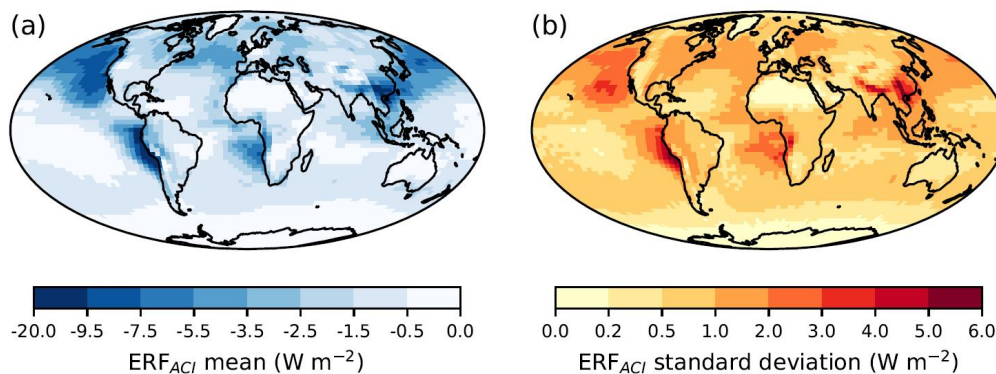 (a)
(b)
-20.0 -9.5 -7.5 -5.5 -3.5 -2.5 -1.5 -0.5 0.0
ERF_ACI mean (W m⁻²)
0.0 0.2 0.5 1.0 2.0 3.0 4.0 5.0 6.0
ERF_ACI standard deviation (W m⁻²)